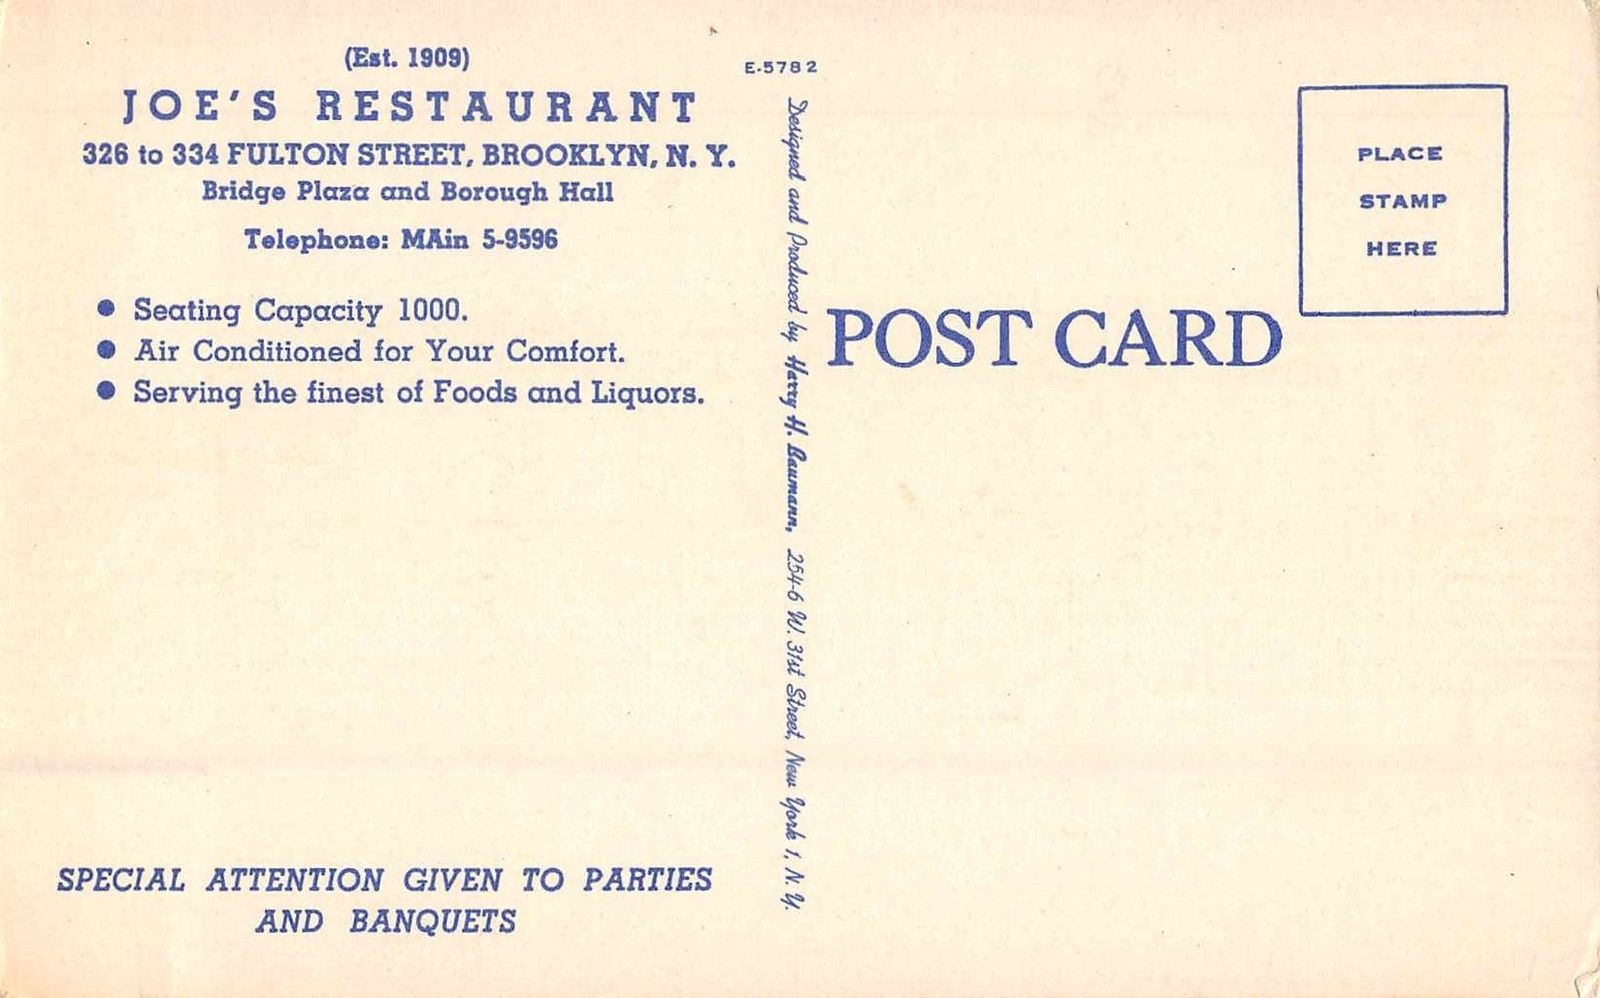 (Est. 1909)
JOE'S RESTAURANT
326 to 334 FULTON STREET, BROOKLYN, N. Y.
Bridge Plaza and Borough Hall
Telephone: MAin 5-9596
● Seating Capacity 1000.
● Air Conditioned for Your Comfort.
● Serving the finest of Foods and Liquors.
SPECIAL ATTENTION GIVEN TO PARTIES
AND BANQUETS
E-5782
Designed and Produced by Harry H. Baumann, 254-6 W. 31st Street, New York 1, N. Y.
POST CARD
PLACE
STAMP
HERE